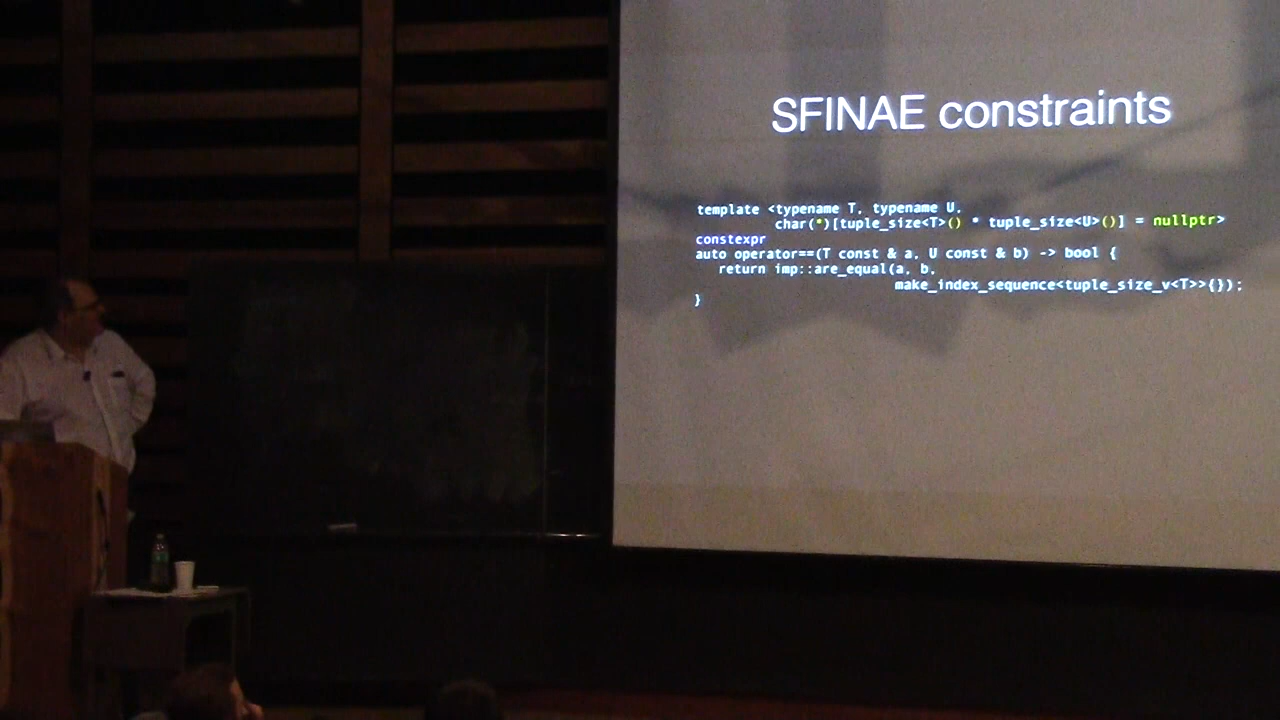 SFINAE constraints
template <typename T, typename U,
char(*)[tuple_size<T>() * tuple_size<U>()] = nullptr>
constexpr
auto operator==(T const & a, U const & b) -> bool {
return imp::are_equal(a, b,
make_index_sequence<tuple_size_v<T>>{});
}